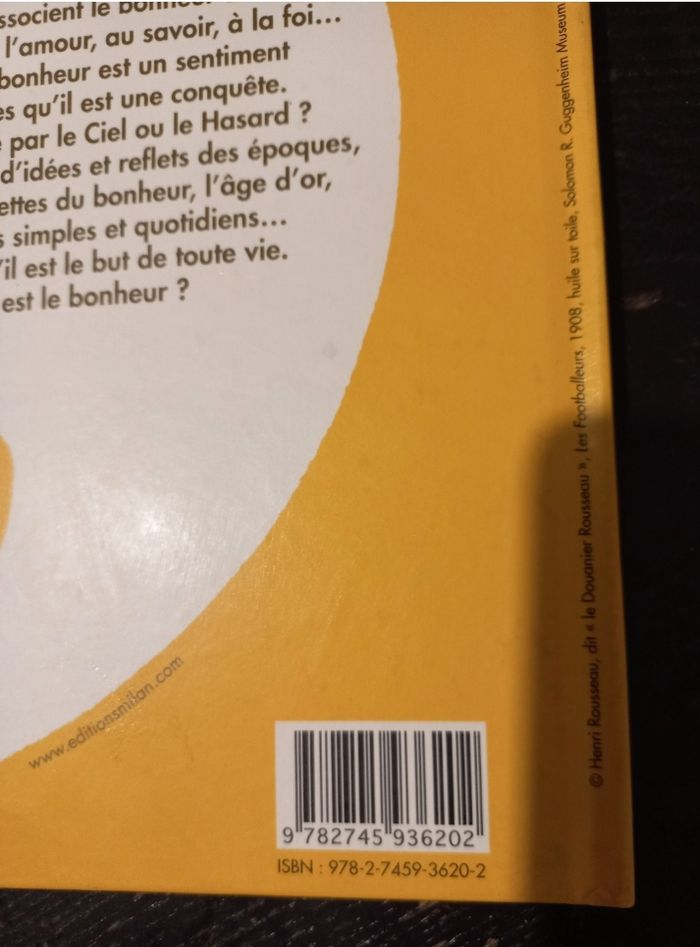 ssocient le bonheur
l'amour, au savoir, à la foi...
bonheur est un sentiment
es qu'il est une conquête.
par le Ciel ou le Hasard ?
d'idées et reflets des époques,
ettes du bonheur, l'âge d'or,
s simples et quotidiens...
'il est le but de toute vie.
est le bonheur ?
www.editionsmilan.com
9 782745 936202
ISBN : 978-2-7459-3620-2
© Henri Rousseau, dit « le Douanier Rousseau », Les Footballeurs, 1908, huile sur toile, Solomon R. Guggenheim Museum